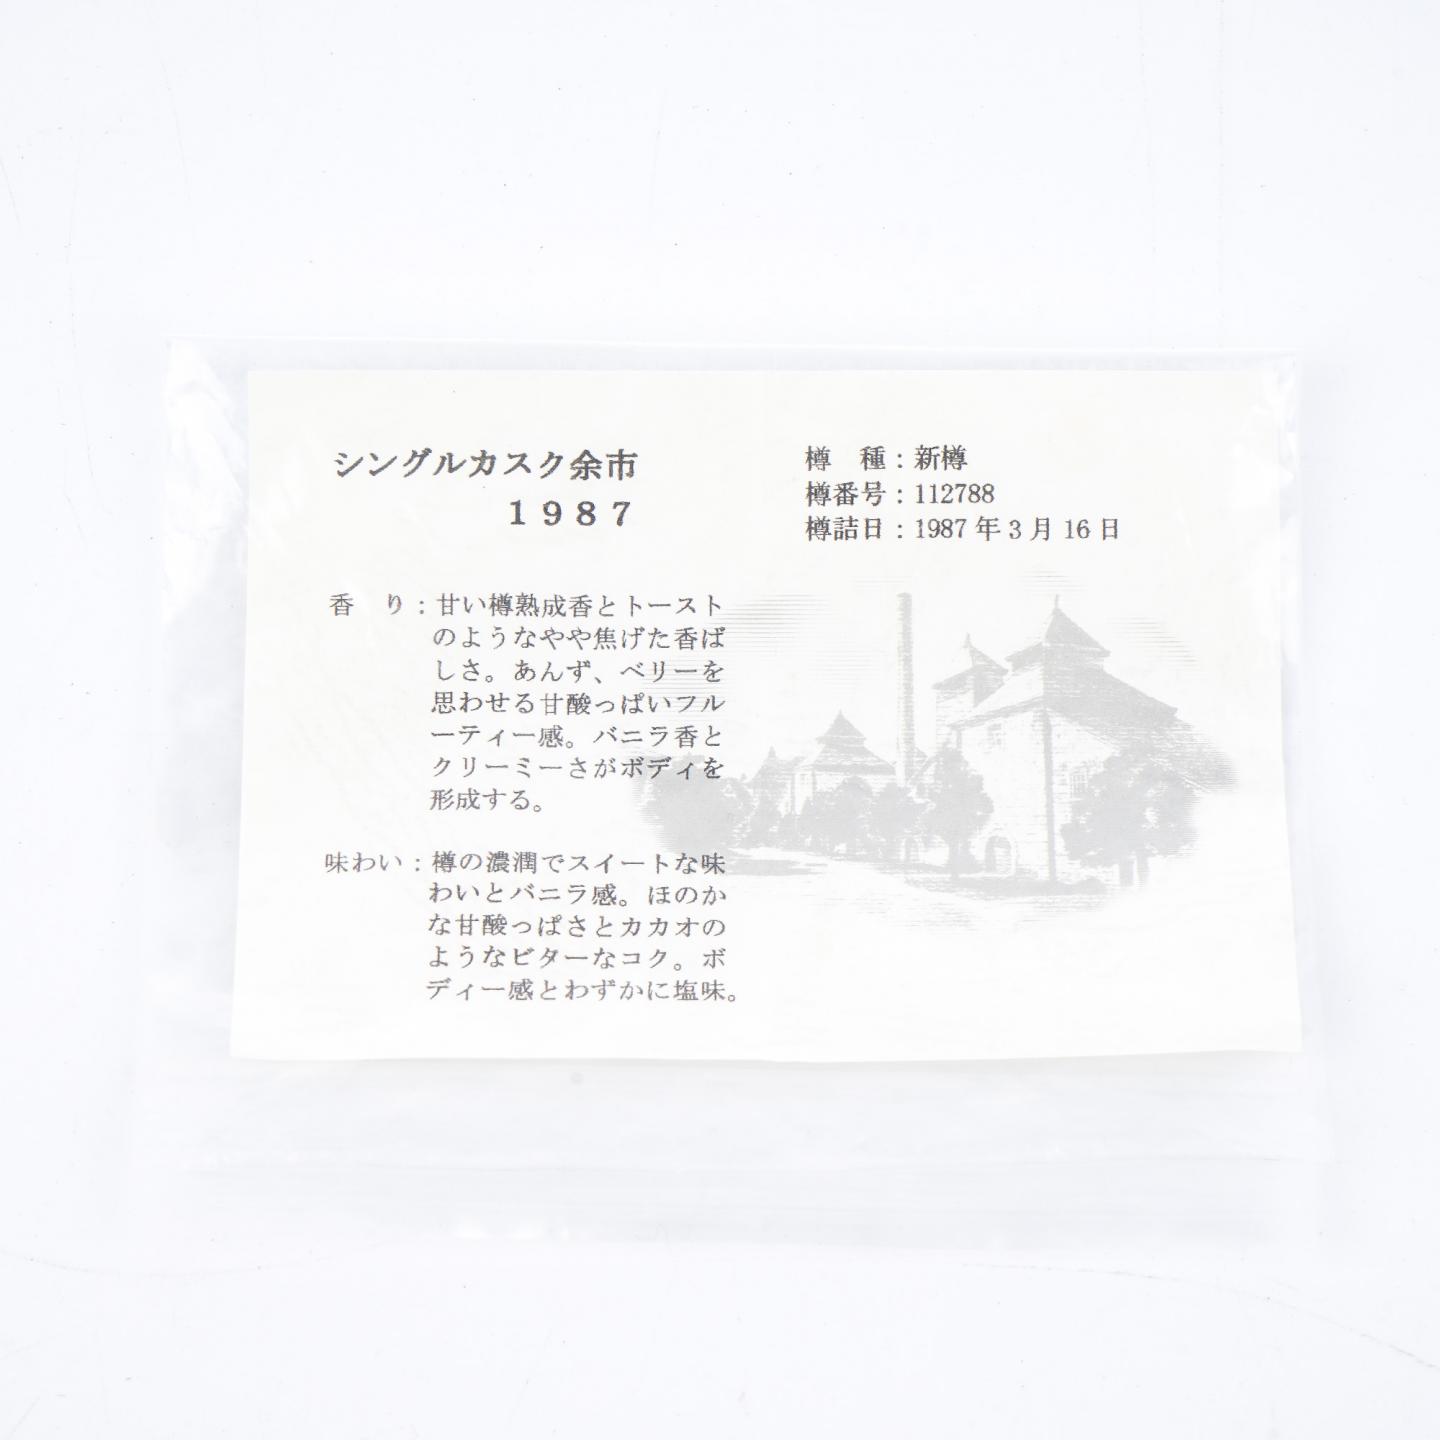 シングルカスク余市
１９８７
樽　種：新樽
樽番号：112788
樽詰日：1987 年 3 月 16 日
香　り：甘い樽熟成香とトースト
のようなやや焦げた香ば
しさ。あんず、ベリーを
思わせる甘酸っぱいフル
ーティー感。バニラ香と
クリーミーさがボディを
形成する。
味わい：樽の濃潤でスイートな味
わいとバニラ感。ほのか
な甘酸っぱさとカカオの
ようなビターなコク。ボ
ディー感とわずかに塩味。